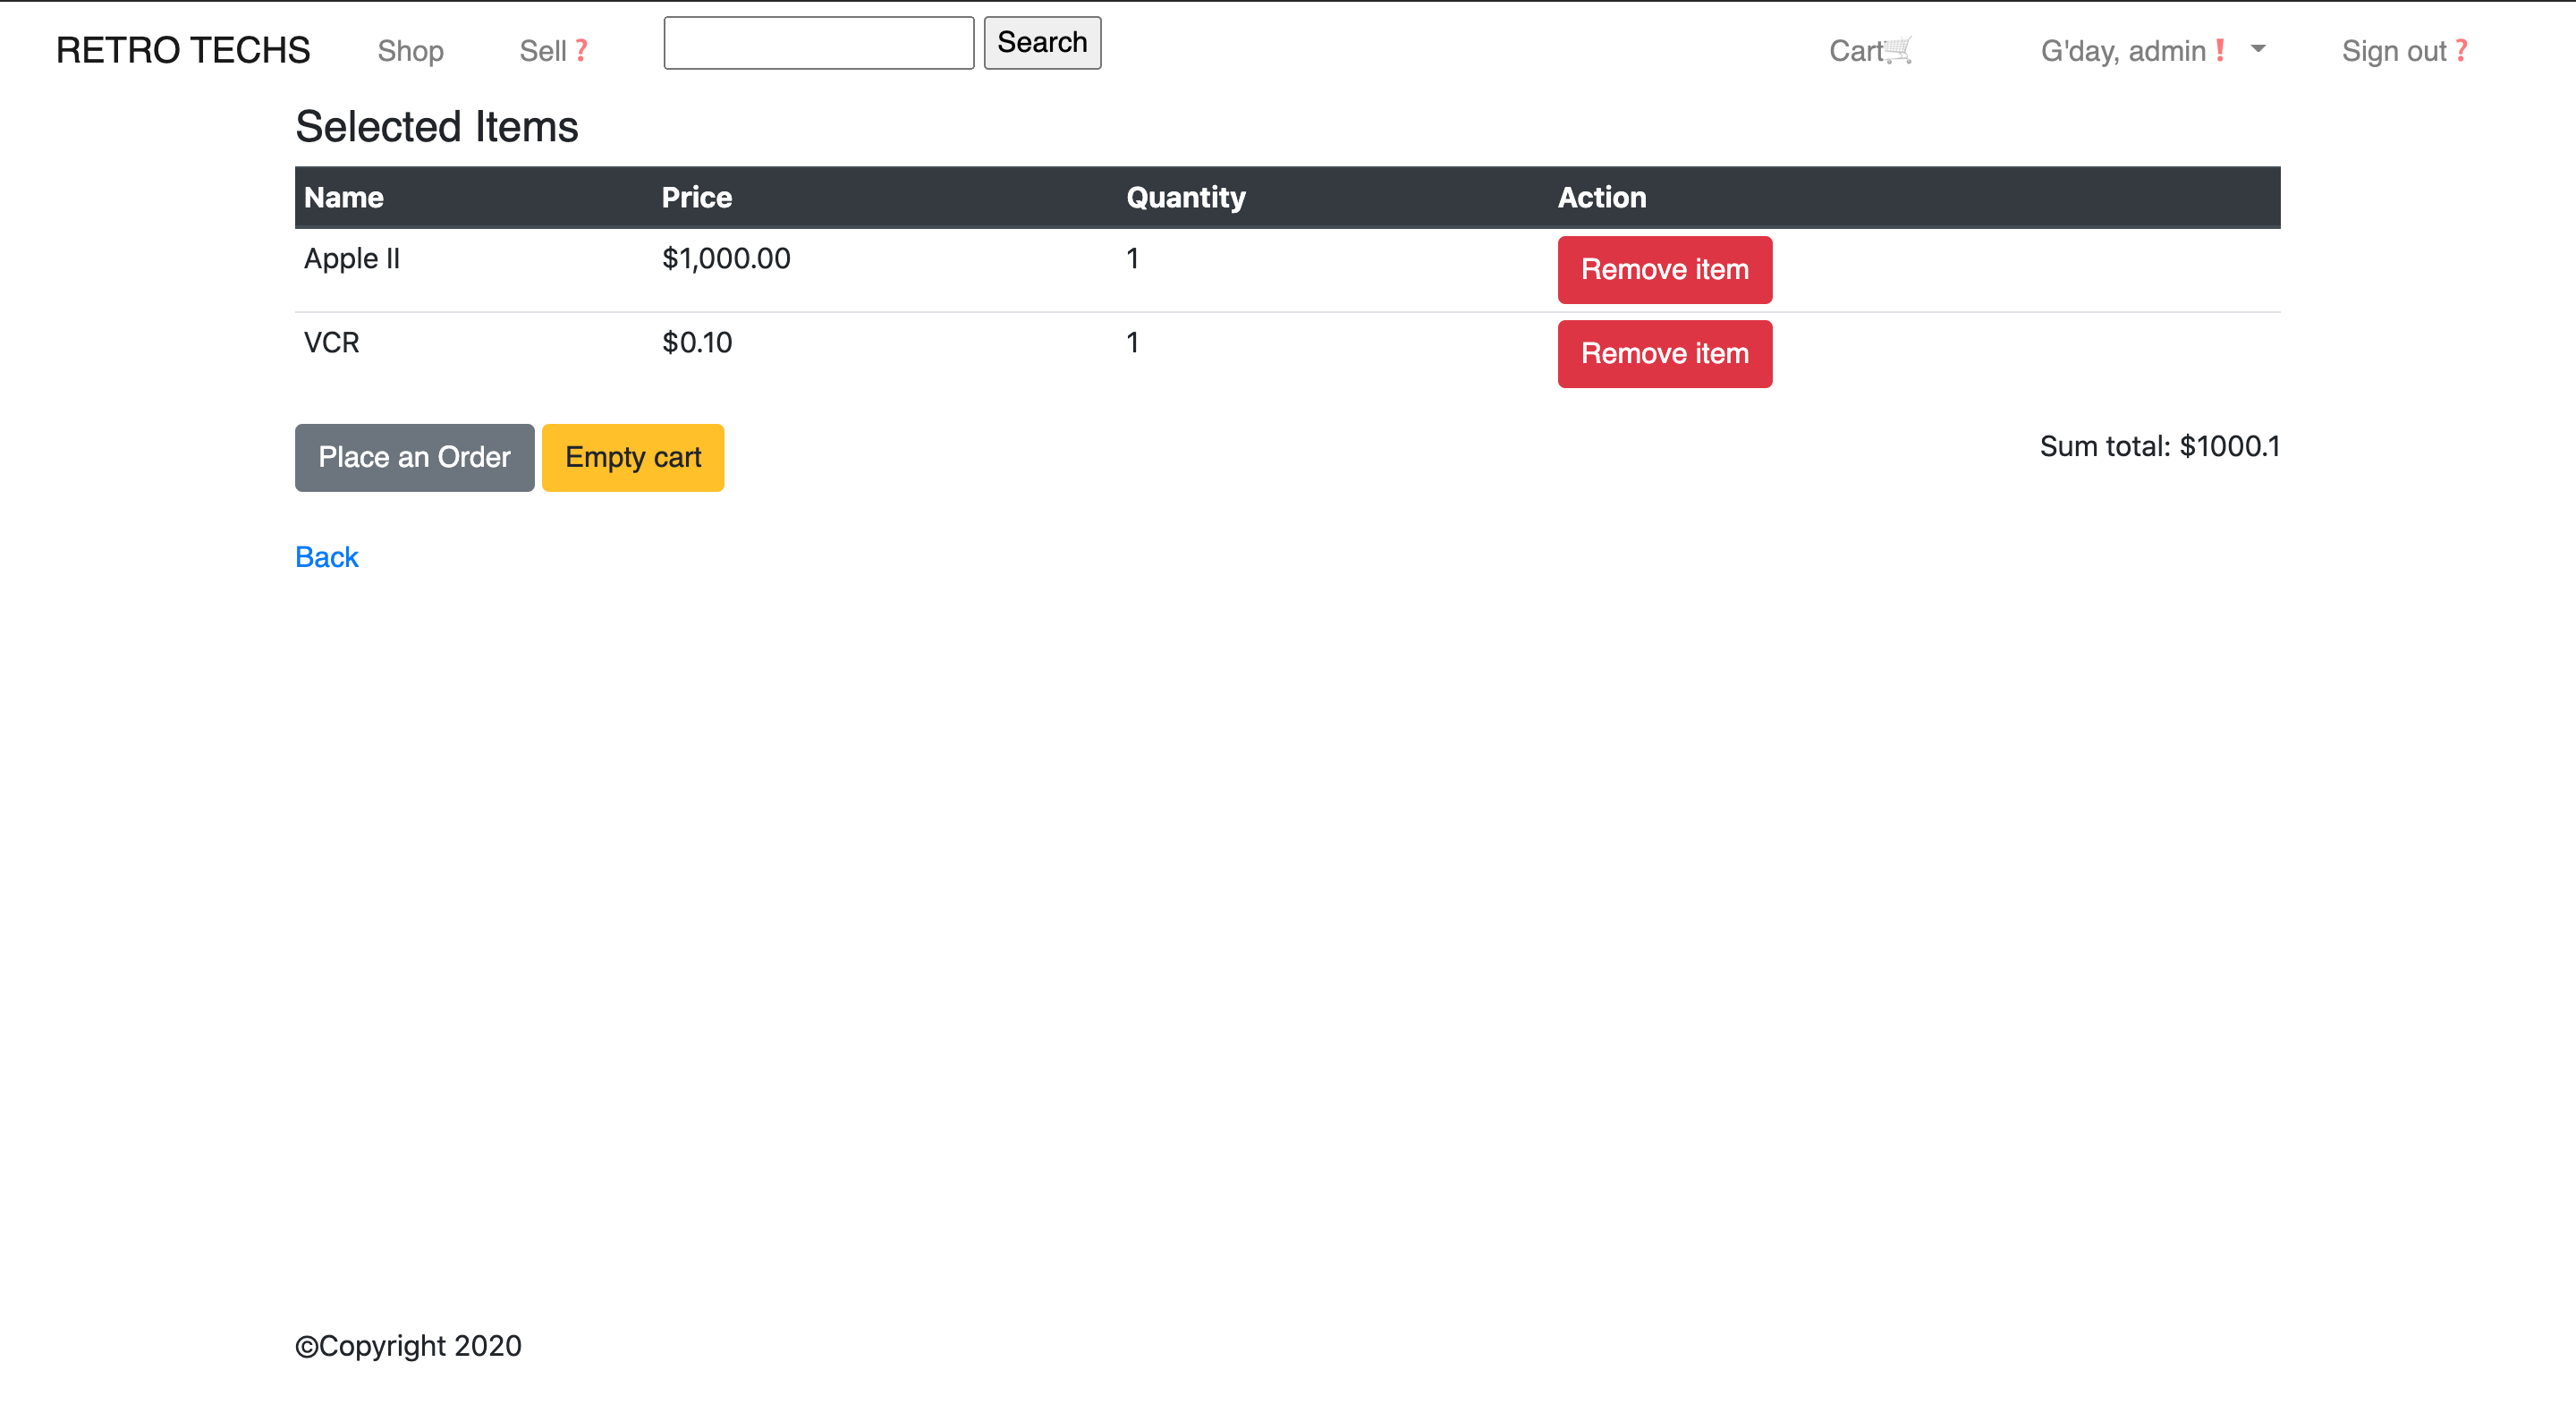 RETRO TECHS Shop Sell❓ Search Cart🛒 G'day, admin❗ Sign out❓
Selected Items
Name Price Quantity Action
Apple II $1,000.00 1 Remove item
VCR $0.10 1 Remove item
Place an Order Empty cart Sum total: $1000.1
Back
©Copyright 2020